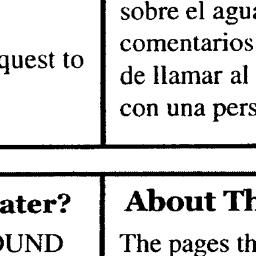 sobre el agua
comentarios
quest to
de llamar al
con una pers
ater?
About Th
OUND
The pages th